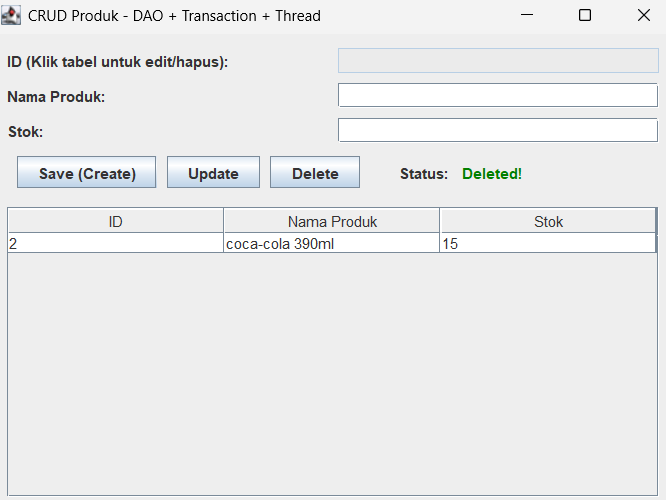 CRUD Produk - DAO + Transaction + Thread
ID (Klik tabel untuk edit/hapus):
Nama Produk:
Stok:
Save (Create) Update Delete Status: Deleted!
ID Nama Produk Stok
2 coca-cola 390ml 15